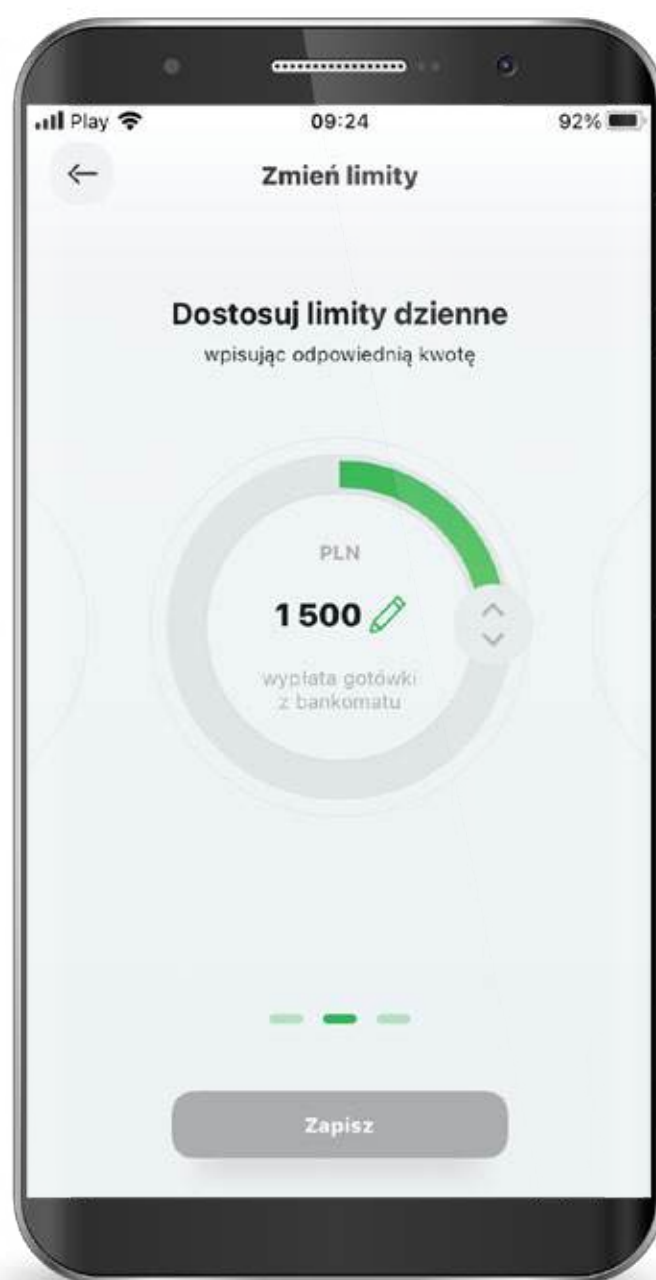 Play
09:24
92%
Zmień limity
Dostosuj limity dzienne
wpisując odpowiednią kwotę
PLN
1 500
wypłata gotówki
z bankomatu
Zapisz